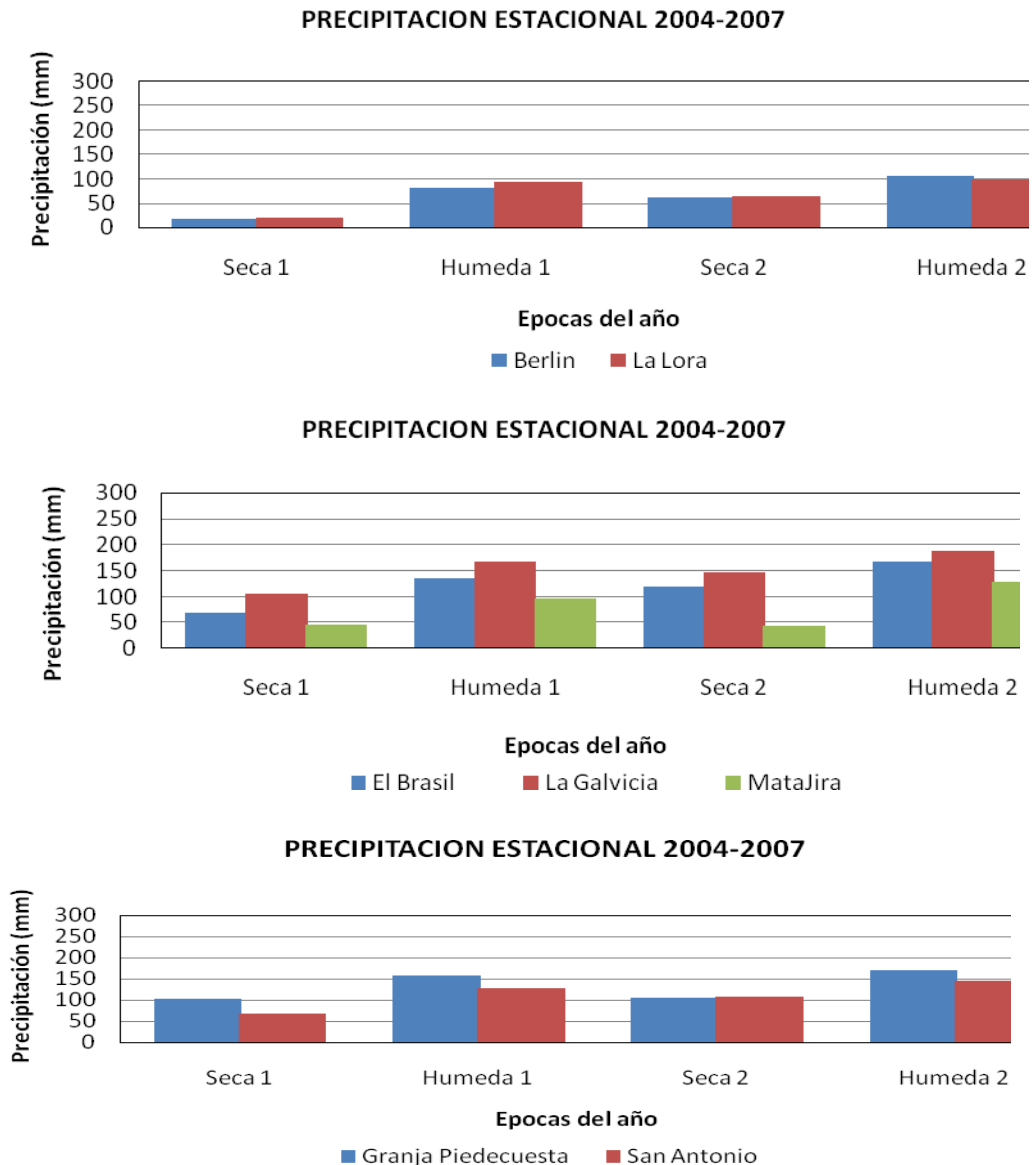 PRECIPITACION ESTACIONAL 2004-2007
Precipitación (mm)
300
250
200
150
100
50
0
Seca 1 Humeda 1 Seca 2 Humeda 2
Epocas del año
Berlin La Lora
PRECIPITACION ESTACIONAL 2004-2007
Precipitación (mm)
300
250
200
150
100
50
0
Seca 1 Humeda 1 Seca 2 Humeda 2
Epocas del año
El Brasil La Galvicia MataJira
PRECIPITACION ESTACIONAL 2004-2007
Precipitación (mm)
300
250
200
150
100
50
0
Seca 1 Humeda 1 Seca 2 Humeda 2
Epocas del año
Granja Piedecuesta San Antonio